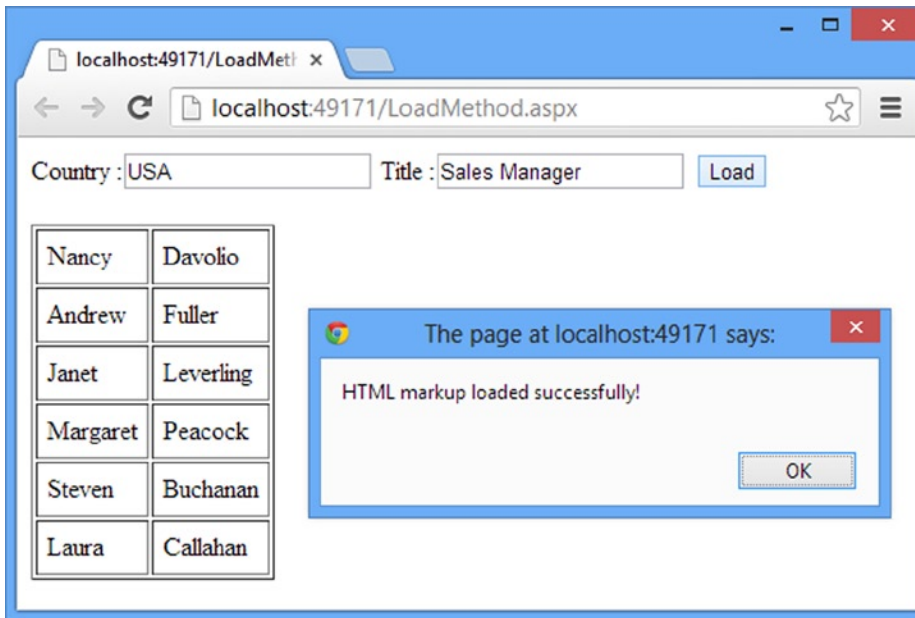 localhost:49171/LoadMeth
localhost:49171/LoadMethod.aspx
Country : USA Title : Sales Manager Load
Nancy Davolio
Andrew Fuller
Janet Leverling
Margaret Peacock
Steven Buchanan
Laura Callahan
The page at localhost:49171 says:
HTML markup loaded successfully!
OK